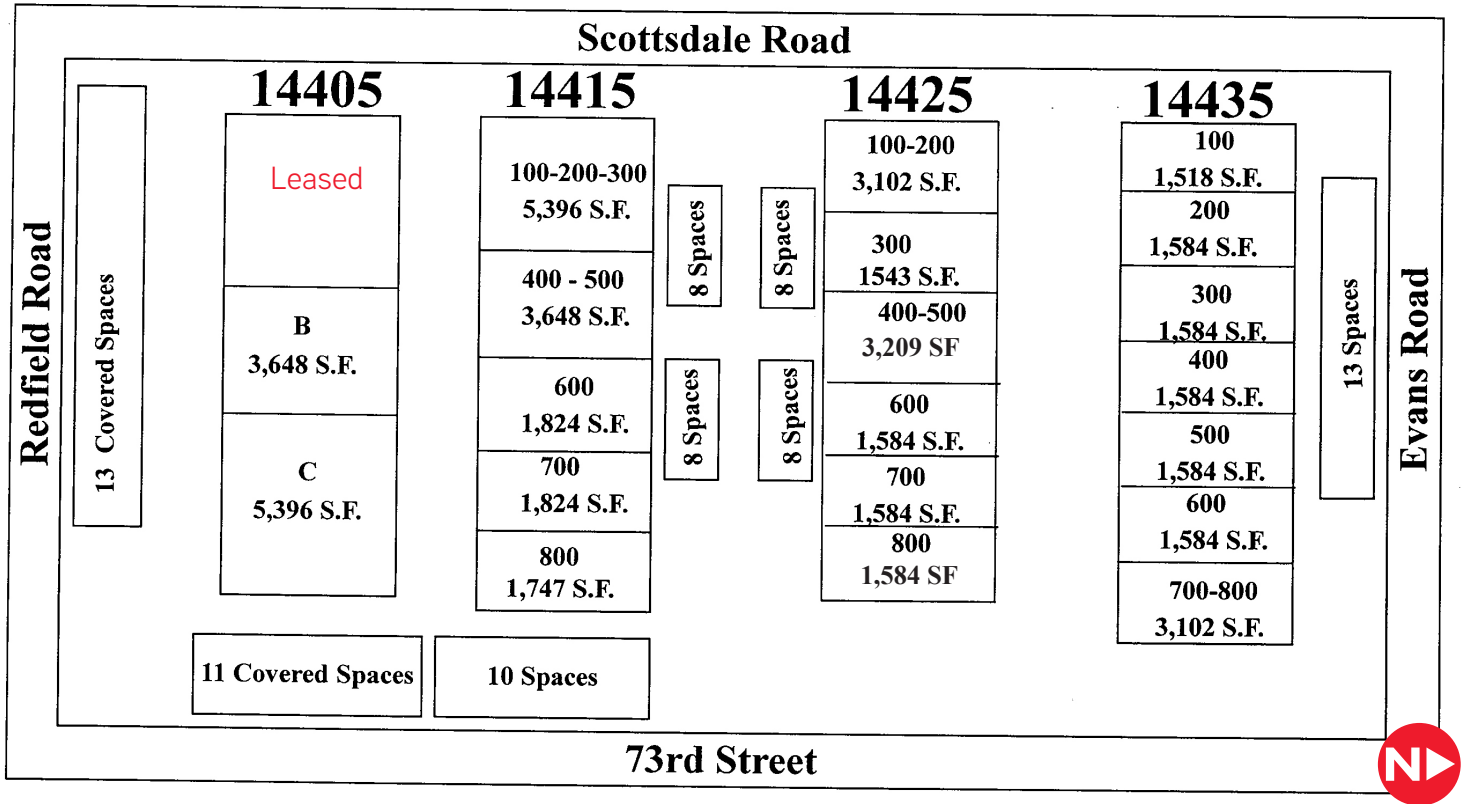 Scottsdale Road
Redfield Road
13 Covered Spaces
14405
Leased
B
3,648 S.F.
C
5,396 S.F.
11 Covered Spaces
14415
100-200-300
5,396 S.F.
400 - 500
3,648 S.F.
600
1,824 S.F.
700
1,824 S.F.
800
1,747 S.F.
10 Spaces
8 Spaces
8 Spaces
8 Spaces
8 Spaces
14425
100-200
3,102 S.F.
300
1543 S.F.
400-500
3,209 SF
600
1,584 S.F.
700
1,584 S.F.
800
1,584 SF
14435
100
1,518 S.F.
200
1,584 S.F.
300
1,584 S.F.
400
1,584 S.F.
500
1,584 S.F.
600
1,584 S.F.
700-800
3,102 S.F.
13 Spaces
Evans Road
73rd Street
N